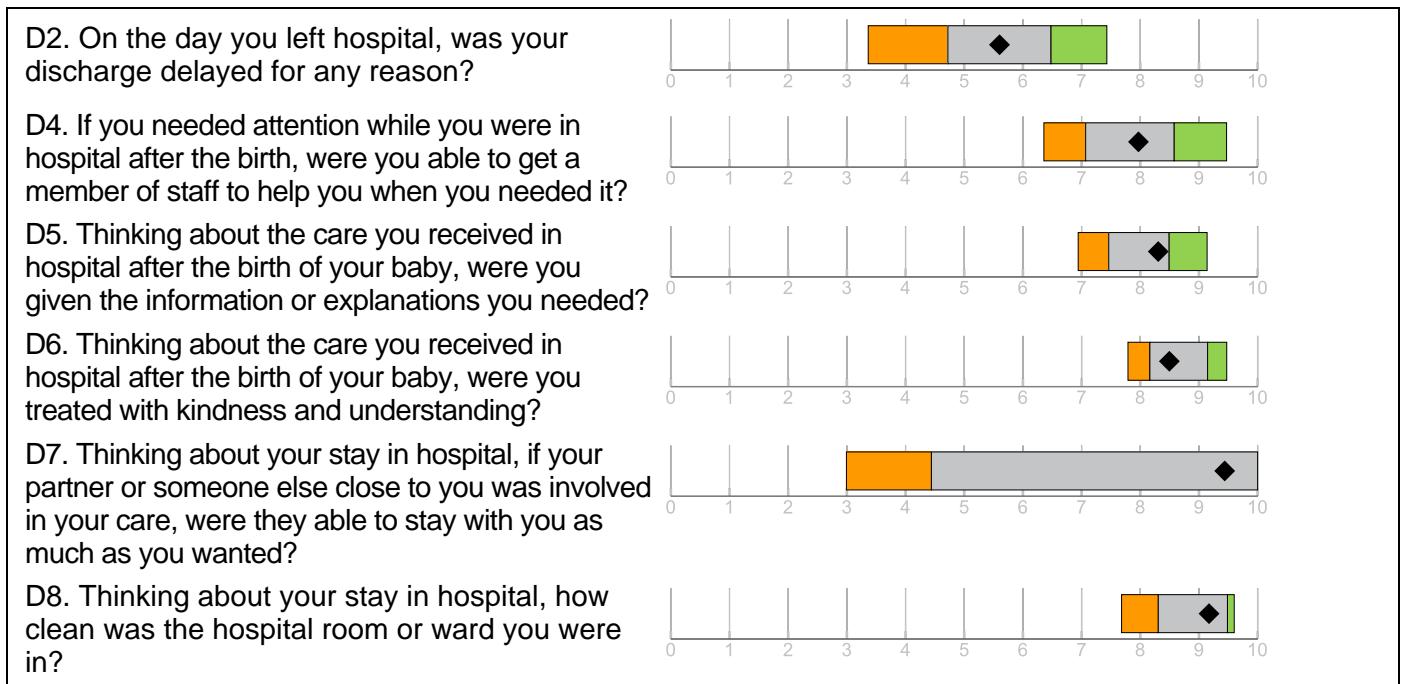 D2. On the day you left hospital, was your
discharge delayed for any reason?
0 1 2 3 4 5 6 7 8 9 10
D4. If you needed attention while you were in
hospital after the birth, were you able to get a
member of staff to help you when you needed it?
0 1 2 3 4 5 6 7 8 9 10
D5. Thinking about the care you received in
hospital after the birth of your baby, were you
given the information or explanations you needed?
0 1 2 3 4 5 6 7 8 9 10
D6. Thinking about the care you received in
hospital after the birth of your baby, were you
treated with kindness and understanding?
0 1 2 3 4 5 6 7 8 9 10
D7. Thinking about your stay in hospital, if your
partner or someone else close to you was involved
in your care, were they able to stay with you as
much as you wanted?
0 1 2 3 4 5 6 7 8 9 10
D8. Thinking about your stay in hospital, how
clean was the hospital room or ward you were
in?
0 1 2 3 4 5 6 7 8 9 10